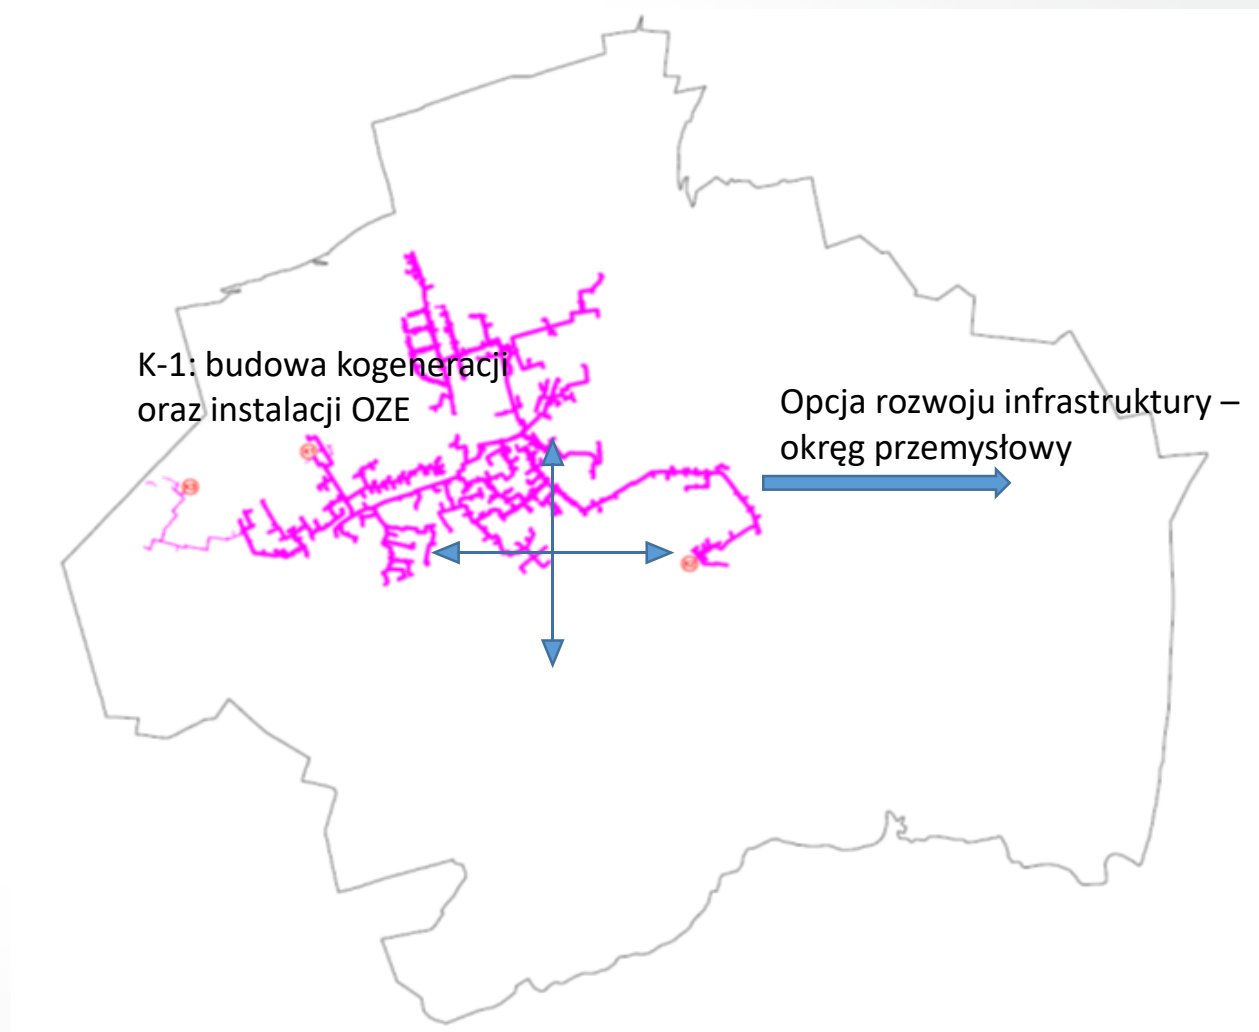 K-1: budowa kogeneracji
oraz instalacji OZE
Opcja rozwoju infrastruktury –
okręg przemysłowy